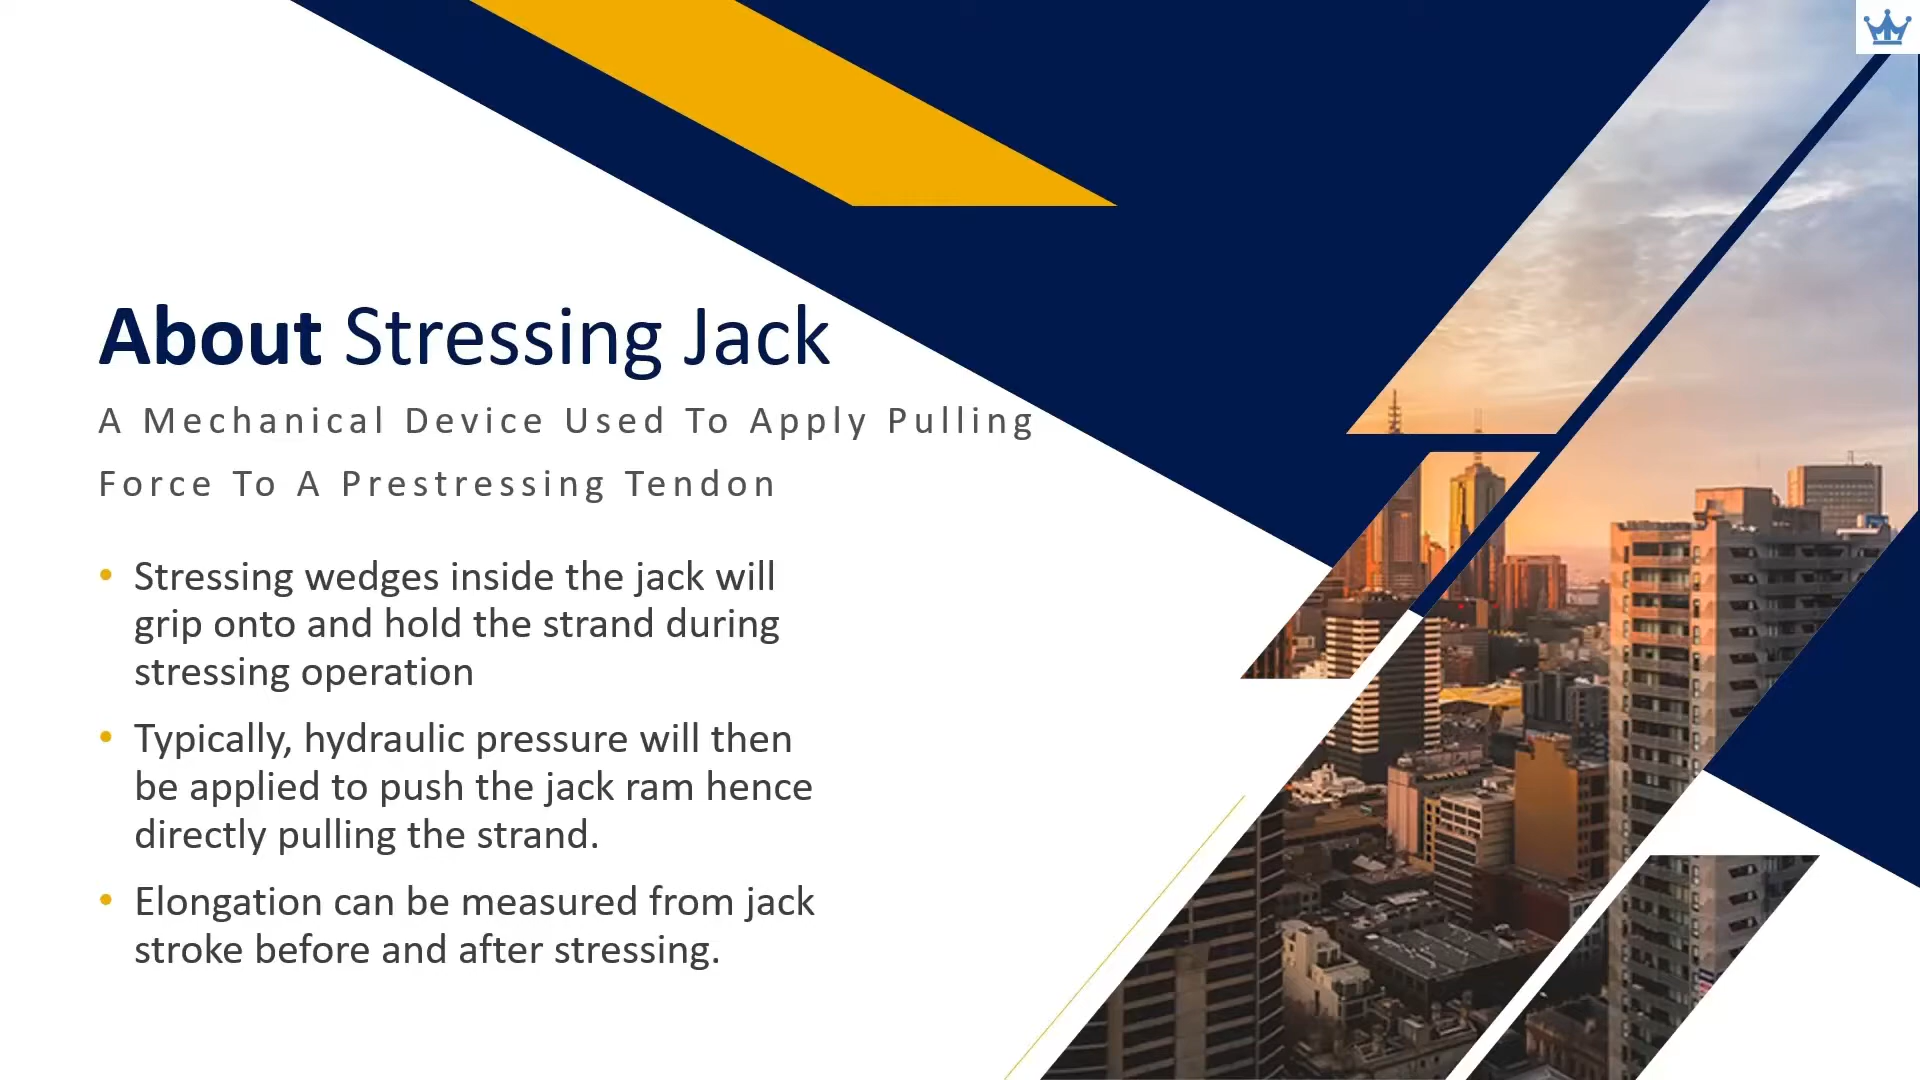 About Stressing Jack
A Mechanical Device Used To Apply Pulling
Force To A Prestressing Tendon
• Stressing wedges inside the jack will
grip onto and hold the strand during
stressing operation
• Typically, hydraulic pressure will then
be applied to push the jack ram hence
directly pulling the strand.
• Elongation can be measured from jack
stroke before and after stressing.